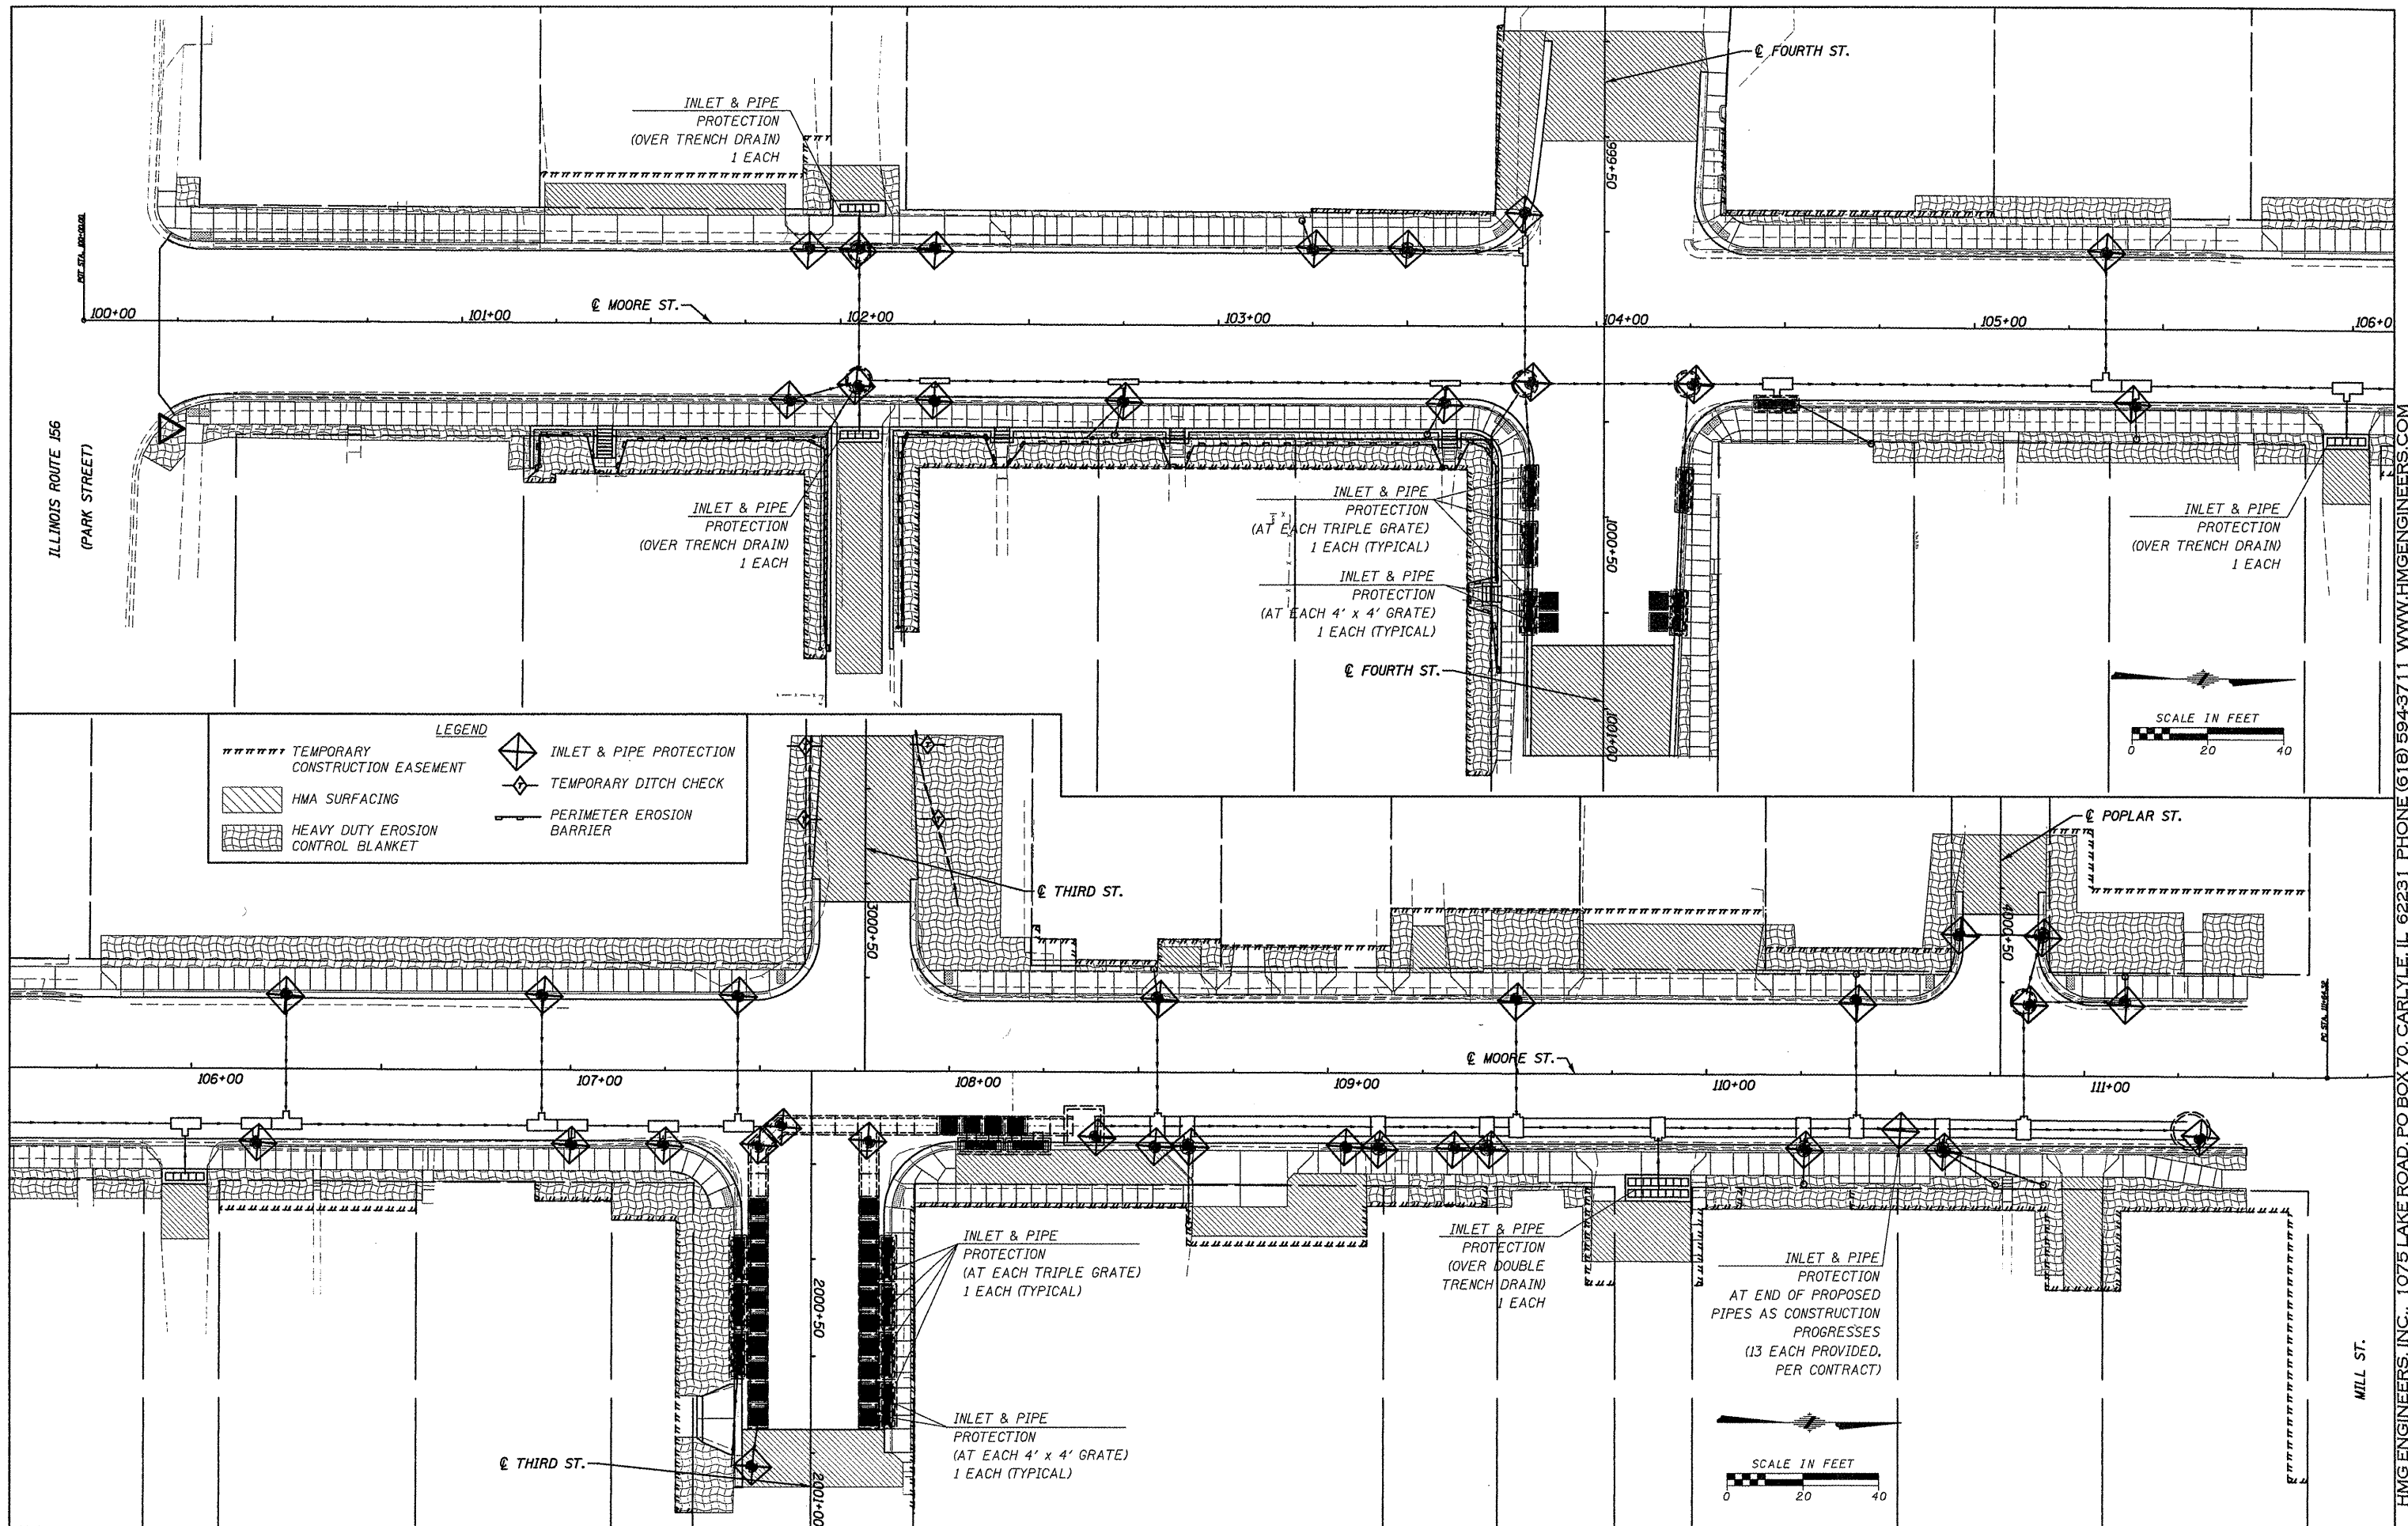 ℄ FOURTH ST.
INLET & PIPE
PROTECTION
(OVER TRENCH DRAIN)
1 EACH
999+50
POT STA. 100+00.00
100+00
101+00
℄ MOORE ST.
102+00
103+00
104+00
105+00
106+0
ILLINOIS ROUTE 156
(PARK STREET)
INLET & PIPE
PROTECTION
(OVER TRENCH DRAIN)
1 EACH
INLET & PIPE
PROTECTION
(AT EACH TRIPLE GRATE)
1 EACH (TYPICAL)
INLET & PIPE
PROTECTION
(AT EACH 4' x 4' GRATE)
1 EACH (TYPICAL)
1000+50
INLET & PIPE
PROTECTION
(OVER TRENCH DRAIN)
1 EACH
℄ FOURTH ST.
1001+00
SCALE IN FEET
0 20 40
LEGEND
TEMPORARY
CONSTRUCTION EASEMENT
HMA SURFACING
HEAVY DUTY EROSION
CONTROL BLANKET
INLET & PIPE PROTECTION
TEMPORARY DITCH CHECK
PERIMETER EROSION
BARRIER
℄ THIRD ST.
3000+50
℄ POPLAR ST.
4000+50
106+00
107+00
108+00
109+00
℄ MOORE ST.
110+00
111+00
INLET & PIPE
PROTECTION
(AT EACH TRIPLE GRATE)
1 EACH (TYPICAL)
2000+50
INLET & PIPE
PROTECTION
(AT EACH 4' x 4' GRATE)
1 EACH (TYPICAL)
℄ THIRD ST.
2001+00
INLET & PIPE
PROTECTION
(OVER DOUBLE
TRENCH DRAIN)
1 EACH
INLET & PIPE
PROTECTION
AT END OF PROPOSED
PIPES AS CONSTRUCTION
PROGRESSES
(13 EACH PROVIDED,
PER CONTRACT)
SCALE IN FEET
0 20 40
MILL ST.
HMG ENGINEERS, INC. 1075 LAKE ROAD, PO BOX 70, CARLYLE, IL 62231 PHONE (618) 594-3711 WWW.HMGENGINEERS.COM